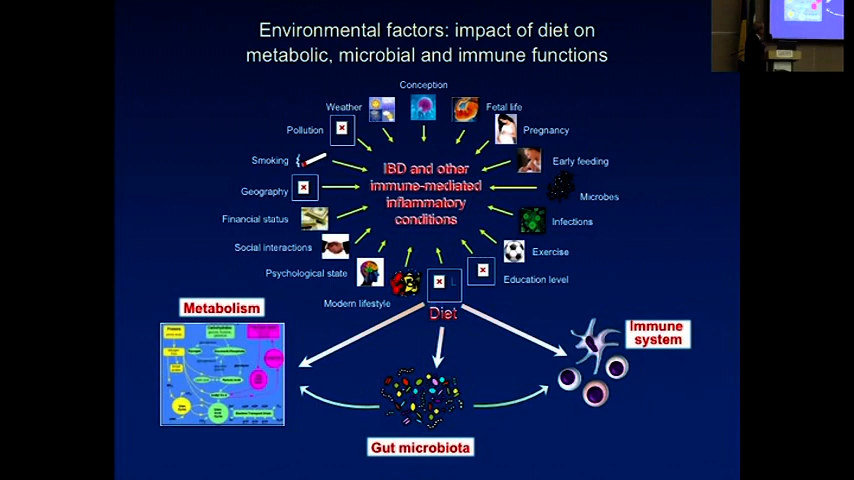 Environmental factors: impact of diet on
metabolic, microbial and immune functions
Conception
Weather
Fetal life
Pollution
Pregnancy
Smoking
Early feeding
IBD and other
immune-mediated
inflammatory
conditions
Geography
Microbes
Financial status
Infections
Social interactions
Exercise
Psychological state
Education level
Modern lifestyle
Diet
Metabolism
Immune
system
Gut microbiota